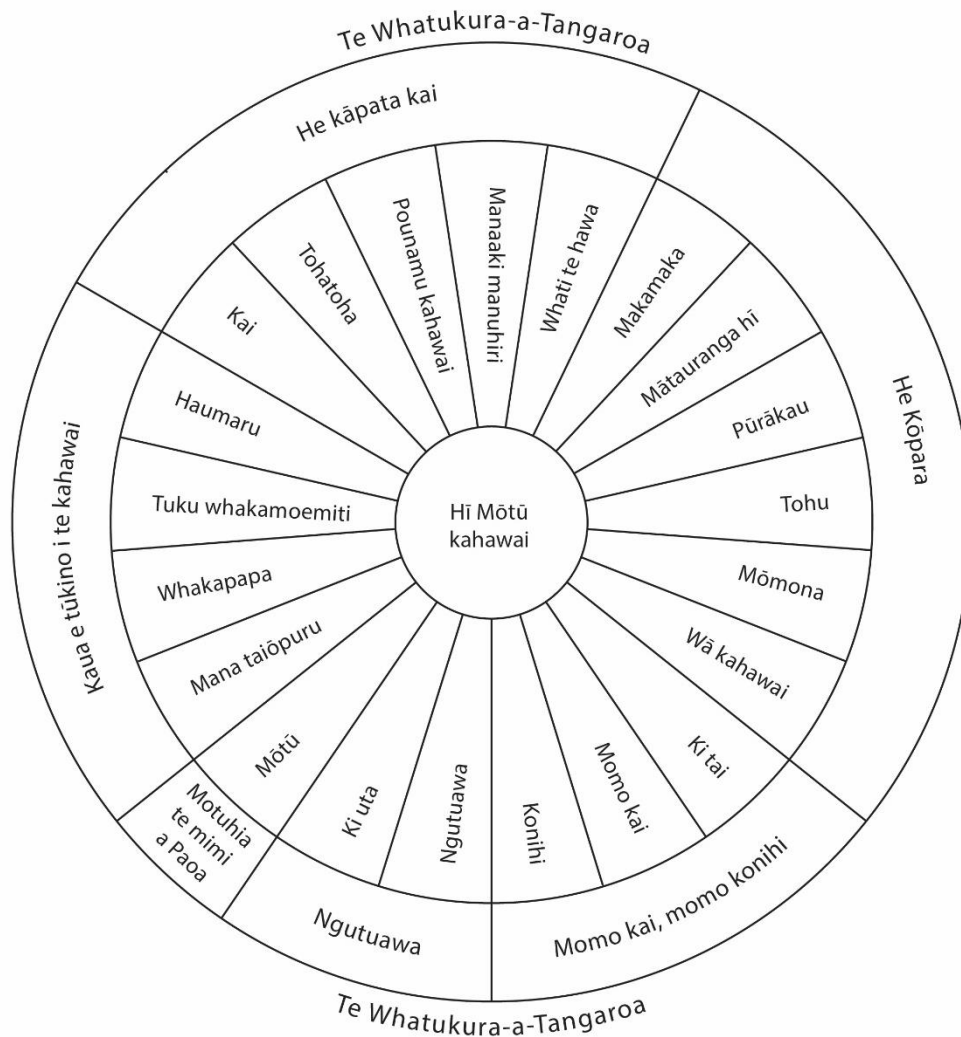 Te Whatukura-a-Tangaroa
He kāpata kai
He Kōpara
Momo kai, momo konihi
Ngutuawa
Motuhia
te mimi
a Paoa
Kaua e tūkino i te kahawai
Kai
Tohatoha
Pounamu kahawai
Manaaki manuhiri
Whati te hawa
Makamaka
Mātauranga hī
Pūrākau
Tohu
Mōmona
Wā kahawai
Ki tai
Momo kai
Konihi
Ngutuawa
Ki uta
Mōtū
Mana taiōpuru
Whakapapa
Tuku whakamoemiti
Haumaru
Hī Mōtū
kahawai
Te Whatukura-a-Tangaroa